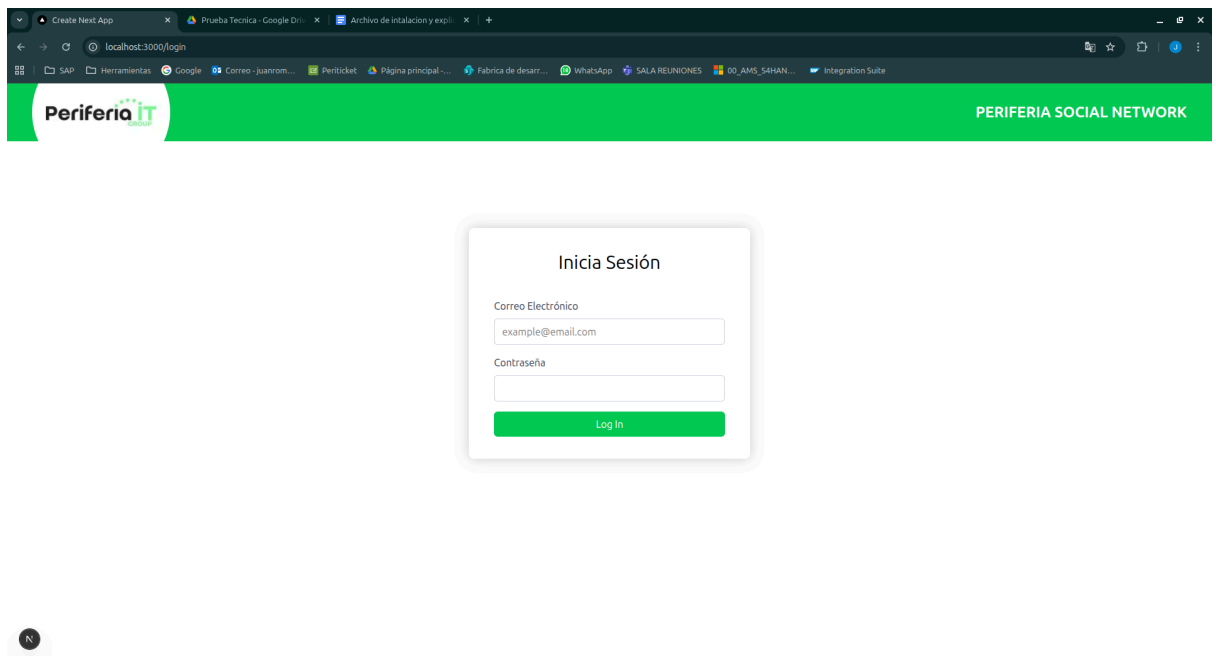 Create Next App
Prueba Tecnica - Google Driv
Archivo de intalacion y explic
localhost:3000/login
SAP Herramientas Google Correo - juanrom... Periticket Página principal -... Fabrica de desarr... WhatsApp SALA REUNIONES 00_AMS_S4HAN... Integration Suite
Periferia iT
GROUP
PERIFERIA SOCIAL NETWORK
Inicia Sesión
Correo Electrónico
example@email.com
Contraseña
Log In
N